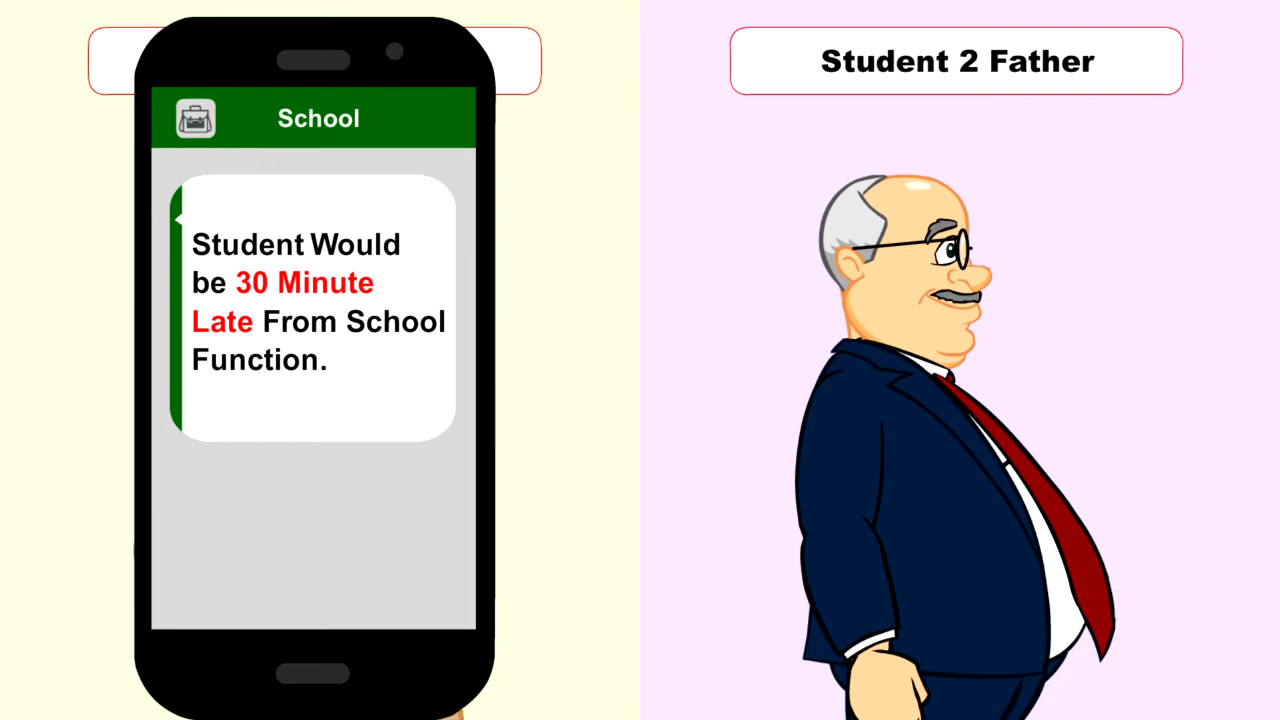 School
Student Would
be 30 Minute
Late From School
Function.
Student 2 Father